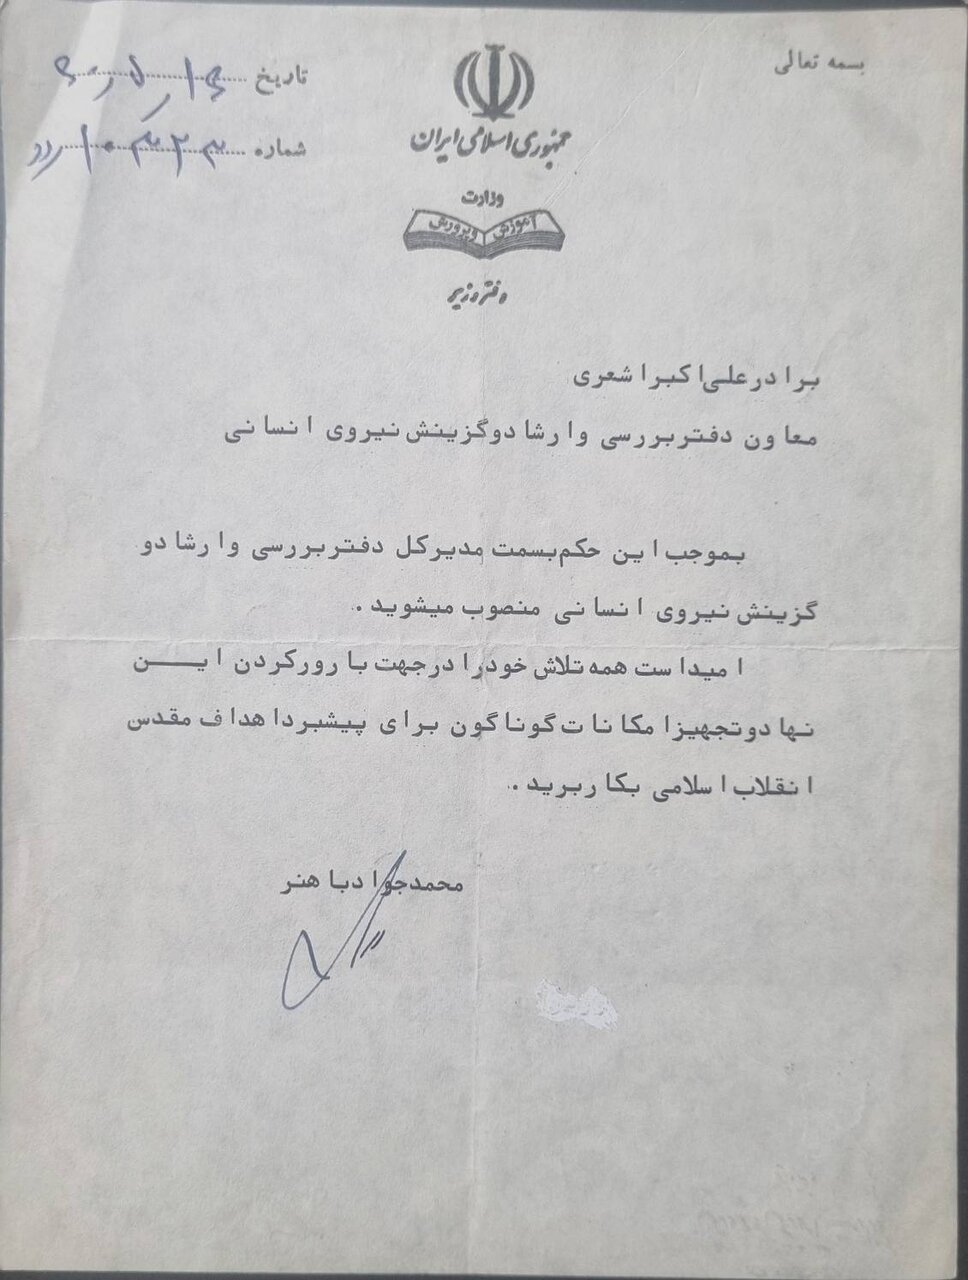 بسمه تعالی
جمهوری اسلامی ایران
وزارت
آموزش و پرورش
دفتر وزیر
تاریخ
شماره
برادر علی اکبر اشعری
معاون دفتر بررسی و ارشاد و گزینش نیروی انسانی
بموجب این حکم بسمت مدیرکل دفتر بررسی و ارشاد و
گزینش نیروی انسانی منصوب میشوید .
امید است همه تلاش خود را در جهت بارور کردن ایـــن
نهاد و تجهیز امکانات گوناگون برای پیشبرد اهداف مقدس
انقلاب اسلامی بکار برید .
محمدجواد باهنر